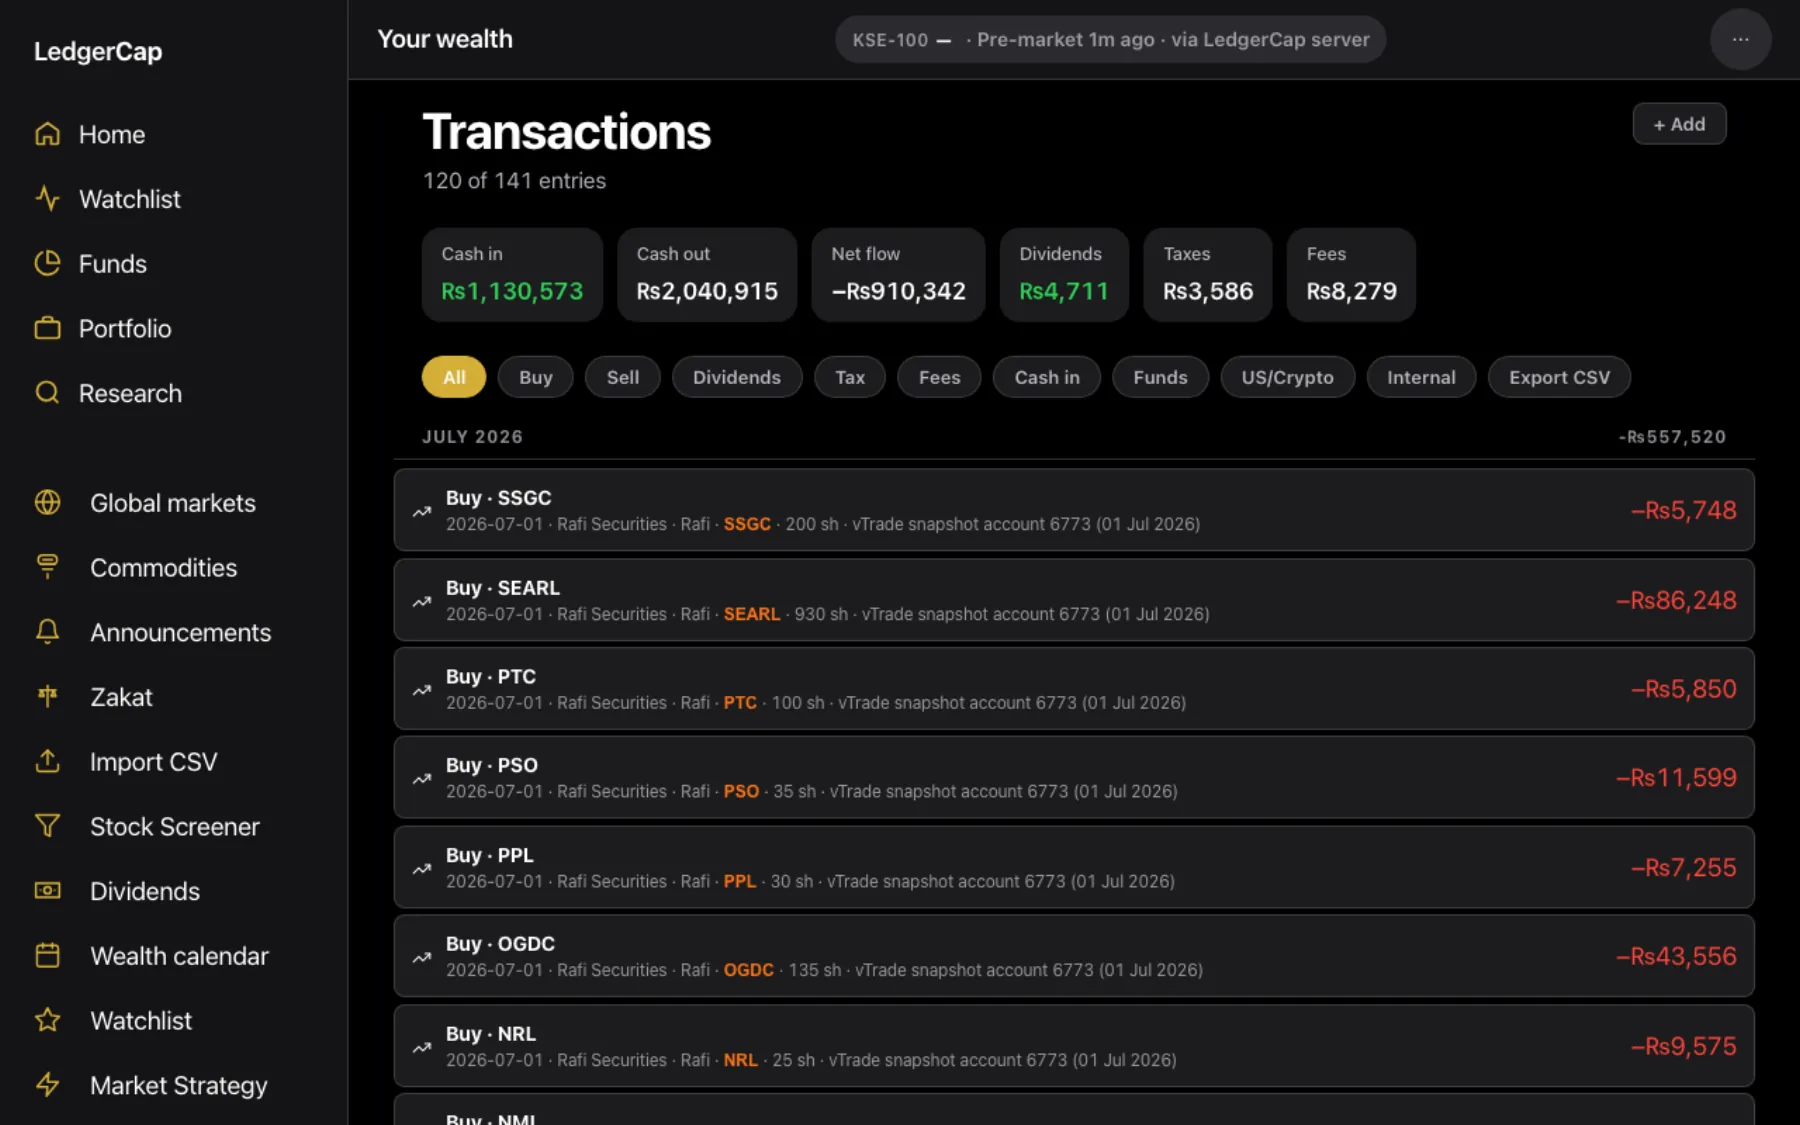 LedgerCap
Home
Watchlist
Funds
Portfolio
Research
Global markets
Commodities
Announcements
Zakat
Import CSV
Stock Screener
Dividends
Wealth calendar
Watchlist
Market Strategy
Your wealth
KSE-100 — · Pre-market 1m ago · via LedgerCap server
...
Transactions
+ Add
120 of 141 entries
Cash in
₨1,130,573
Cash out
₨2,040,915
Net flow
−₨910,342
Dividends
₨4,711
Taxes
₨3,586
Fees
₨8,279
All
Buy
Sell
Dividends
Tax
Fees
Cash in
Funds
US/Crypto
Internal
Export CSV
JULY 2026
-₨557,520
Buy · SSGC
2026-07-01 · Rafi Securities · Rafi · SSGC · 200 sh · vTrade snapshot account 6773 (01 Jul 2026)
−₨5,748
Buy · SEARL
2026-07-01 · Rafi Securities · Rafi · SEARL · 930 sh · vTrade snapshot account 6773 (01 Jul 2026)
−₨86,248
Buy · PTC
2026-07-01 · Rafi Securities · Rafi · PTC · 100 sh · vTrade snapshot account 6773 (01 Jul 2026)
−₨5,850
Buy · PSO
2026-07-01 · Rafi Securities · Rafi · PSO · 35 sh · vTrade snapshot account 6773 (01 Jul 2026)
−₨11,599
Buy · PPL
2026-07-01 · Rafi Securities · Rafi · PPL · 30 sh · vTrade snapshot account 6773 (01 Jul 2026)
−₨7,255
Buy · OGDC
2026-07-01 · Rafi Securities · Rafi · OGDC · 135 sh · vTrade snapshot account 6773 (01 Jul 2026)
−₨43,556
Buy · NRL
2026-07-01 · Rafi Securities · Rafi · NRL · 25 sh · vTrade snapshot account 6773 (01 Jul 2026)
−₨9,575
Buy · NML